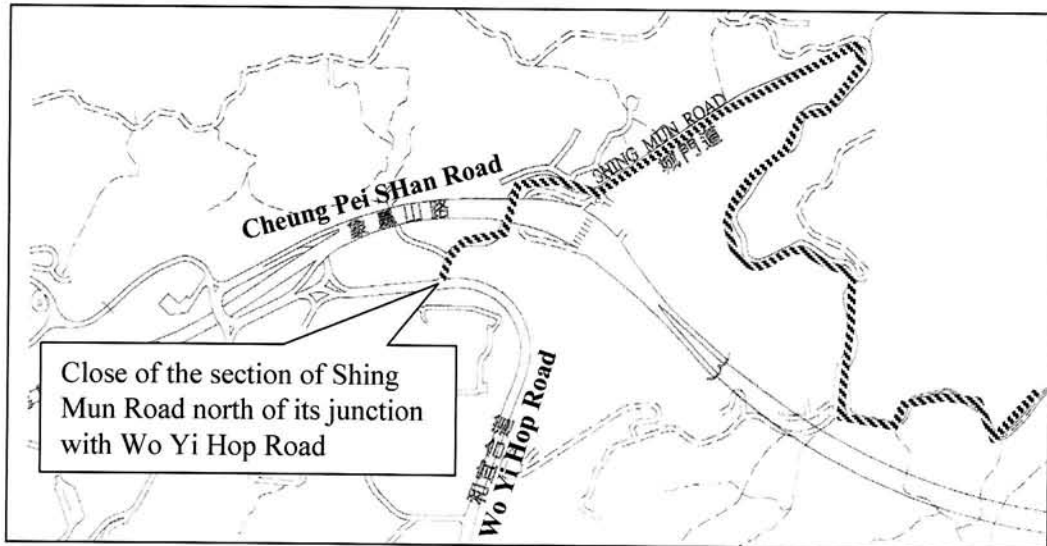 SHING MUN ROAD
城門道
Cheung Pei SHan Road
象鼻山路
Close of the section of Shing
Mun Road north of its junction
with Wo Yi Hop Road
Wo Yi Hop Road
和宜合道